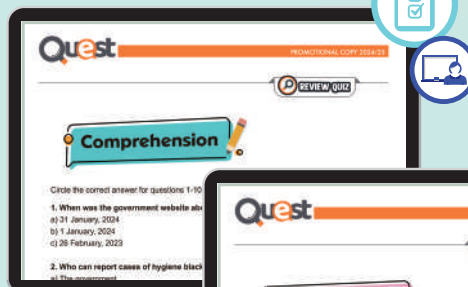 Quest
PROMOTIONAL COPY 2024/25
REVIEW QUIZ
Comprehension
Circle the correct answer for questions 1-10
1. When was the government website
a) 31 January, 2024
b) 1 January, 2024
c) 28 February, 2023
2. Who can report cases of hygiene
a) The government
Quest